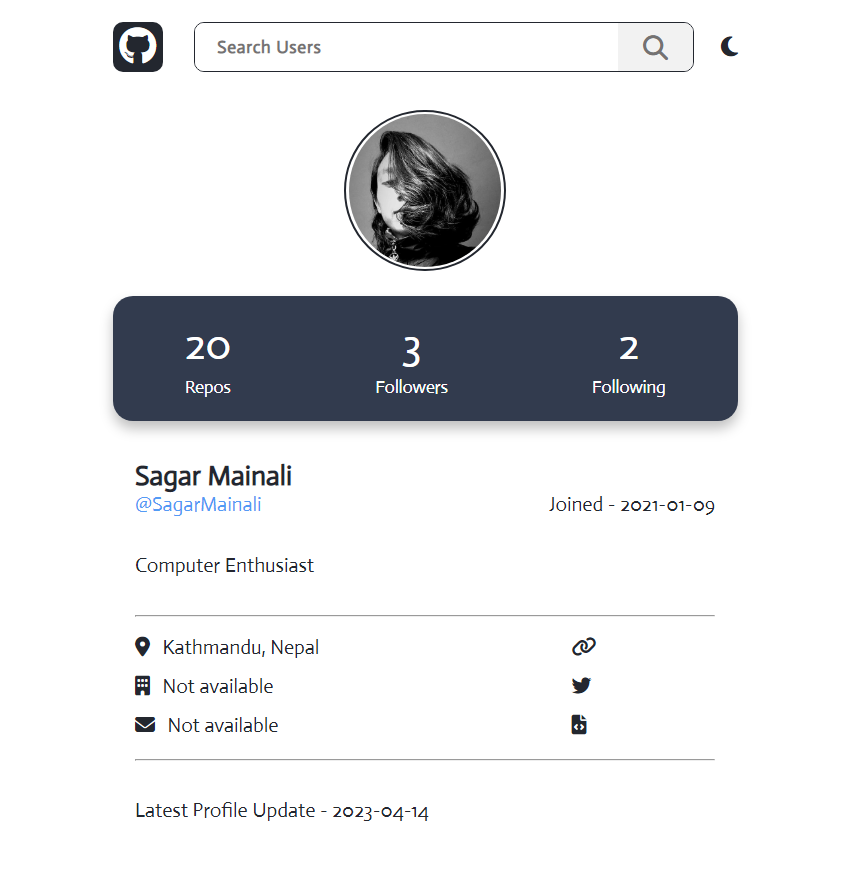 Search Users
20 3 2
Repos Followers Following
Sagar Mainali
@SagarMainali Joined - 2021-01-09
Computer Enthusiast
Kathmandu, Nepal
Not available
Not available
Latest Profile Update - 2023-04-14